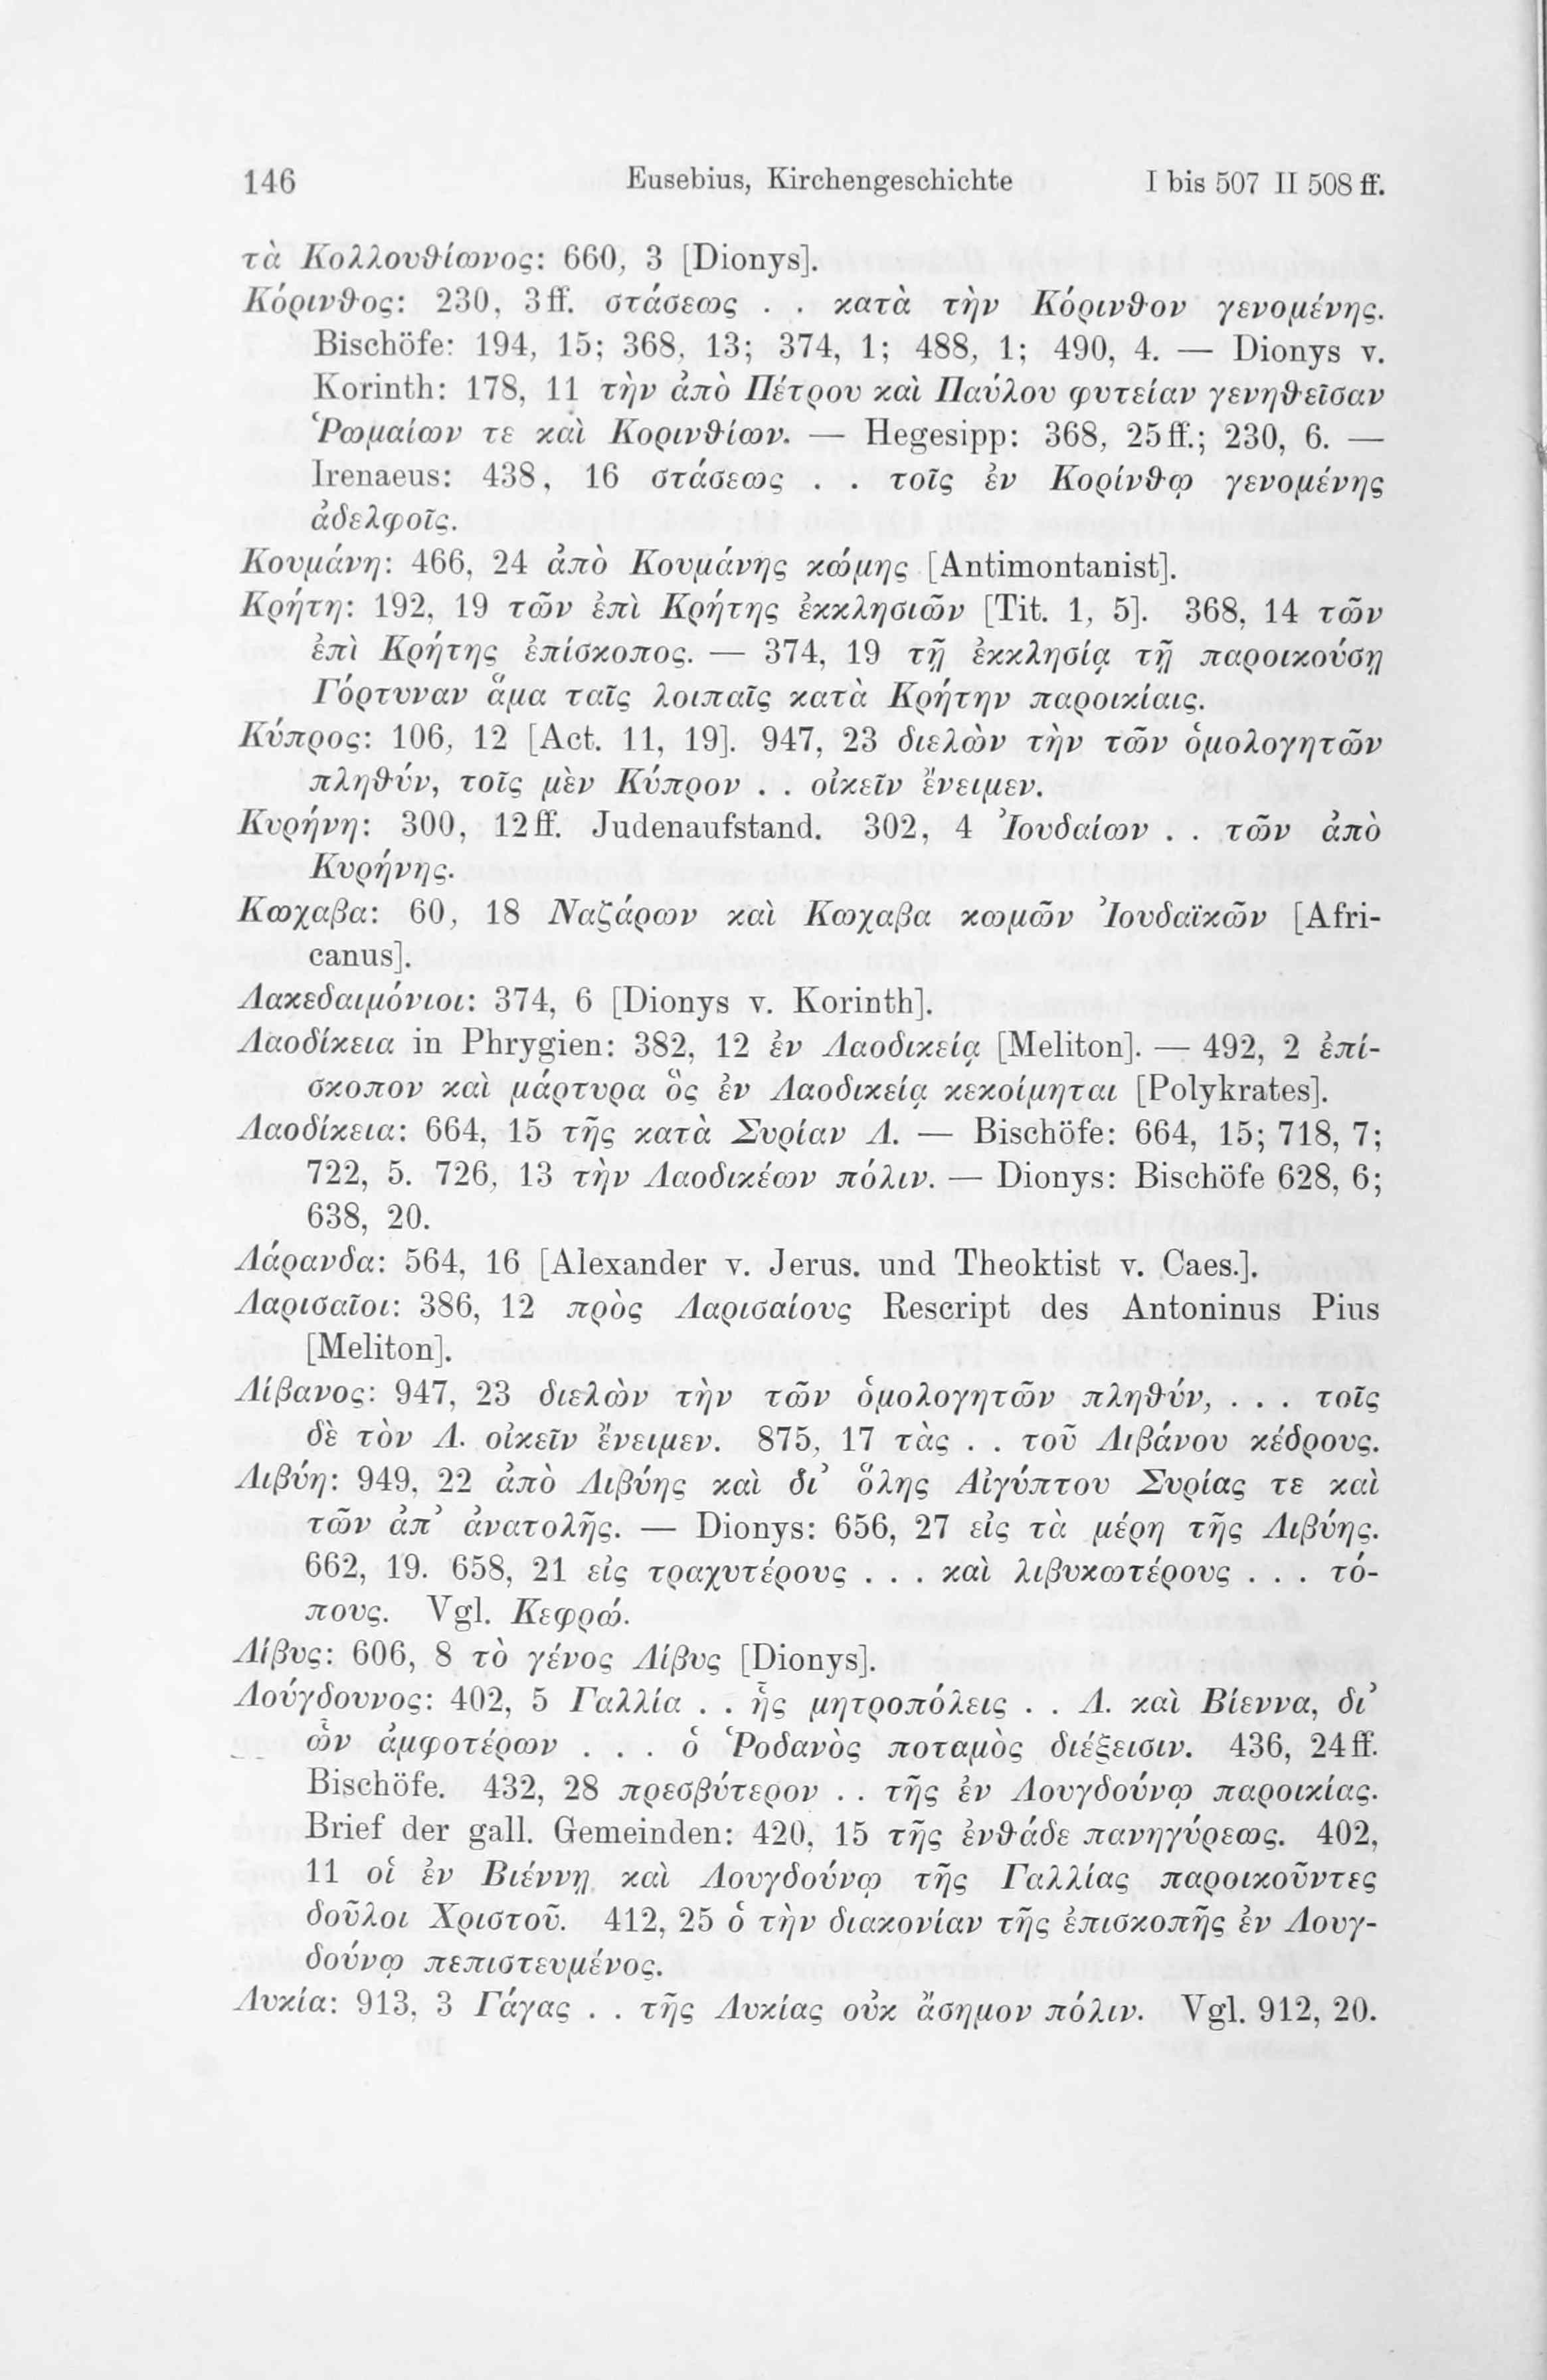 146 Eusebius, Kirchengeschichte I bis 507 II 508 ff.
τὰ Κολλουθίωνος: 660, 3 [Dionys].
Κόρινθος: 230, 3 ff. στάσεως . . κατὰ τὴν Κόρινθον γενομένης.
Bischöfe: 194, 15; 368, 13; 374, 1; 488, 1; 490, 4. — Dionys v.
Korinth: 178, 11 τὴν ἀπὸ Πέτρου καὶ Παύλου φυτείαν γενηθεῖσαν
Ῥωμαίων τε καὶ Κορινθίων. — Hegesipp: 368, 25 ff.; 230, 6. —
Irenaeus: 438, 16 στάσεως . . τοῖς ἐν Κορίνθῳ γενομένης
ἀδελφοῖς.
Κουμάνη: 466, 24 ἀπὸ Κουμάνης κώμης [Antimontanist].
Κρήτη: 192, 19 τῶν ἐπὶ Κρήτης ἐκκλησιῶν [Tit. 1, 5]. 368, 14 τῶν
ἐπὶ Κρήτης ἐπίσκοπος. — 374, 19 τῇ ἐκκλησίᾳ τῇ παροικούσῃ
Γόρτυναν ἅμα ταῖς λοιπαῖς κατὰ Κρήτην παροικίαις.
Κύπρος: 106, 12 [Act. 11, 19]. 947, 23 διελὼν τὴν τῶν ὁμολογητῶν
πληθύν, τοῖς μὲν Κύπρον . . οἰκεῖν ἔνειμεν.
Κυρήνη: 300, 12 ff. Judenaufstand. 302, 4 Ἰουδαίων . . τῶν ἀπὸ
Κυρήνης.
Κωχαβα: 60, 18 Ναζάρων καὶ Κωχαβα κωμῶν Ἰουδαϊκῶν [Afri-
canus].
Λακεδαιμόνιοι: 374, 6 [Dionys v. Korinth].
Λαοδίκεια in Phrygien: 382, 12 ἐν Λαοδικείᾳ [Meliton]. — 492, 2 ἐπί-
σκοπον καὶ μάρτυρα ὃς ἐν Λαοδικείᾳ κεκοίμηται [Polykrates].
Λαοδίκεια: 664, 15 τῆς κατὰ Συρίαν Λ. — Bischöfe: 664, 15; 718, 7;
722, 5. 726, 13 τὴν Λαοδικέων πόλιν. — Dionys: Bischöfe 628, 6;
638, 20.
Λάρανδα: 564, 16 [Alexander v. Jerus. und Theoktist v. Caes.].
Λαρισαῖοι: 386, 12 πρὸς Λαρισαίους Rescript des Antoninus Pius
[Meliton].
Λίβανος: 947, 23 διελὼν τὴν τῶν ὁμολογητῶν πληθύν, . . . τοῖς
δὲ τὸν Λ. οἰκεῖν ἔνειμεν. 875, 17 τὰς . . τοῦ Λιβάνου κέδρους.
Λιβύη: 949, 22 ἀπὸ Λιβύης καὶ δι’ ὅλης Αἰγύπτου Συρίας τε καὶ
τῶν ἀπ’ ἀνατολῆς. — Dionys: 656, 27 εἰς τὰ μέρη τῆς Λιβύης.
662, 19. 658, 21 εἰς τραχυτέρους . . . καὶ λιβυκωτέρους . . . τό-
πους. Vgl. Κεφρώ.
Λίβυς: 606, 8 τὸ γένος Λίβυς [Dionys].
Λούγδουνος: 402, 5 Γαλλία . . ἧς μητροπόλεις . . Λ. καὶ Βίεννα, δι’
ὧν ἀμφοτέρων . . . ὁ Ῥοδανὸς ποταμὸς διέξεισιν. 436, 24 ff.
Bischöfe. 432, 28 πρεσβύτερον . . τῆς ἐν Λουγδούνῳ παροικίας.
Brief der gall. Gemeinden: 420, 15 τῆς ἐνθάδε πανηγύρεως. 402,
11 οἱ ἐν Βιέννῃ καὶ Λουγδούνῳ τῆς Γαλλίας παροικοῦντες
δοῦλοι Χριστοῦ. 412, 25 ὁ τὴν διακονίαν τῆς ἐπισκοπῆς ἐν Λουγ-
δούνῳ πεπιστευμένος.
Λυκία: 913, 3 Γάγας . . τῆς Λυκίας οὐκ ἄσημον πόλιν. Vgl. 912, 20.